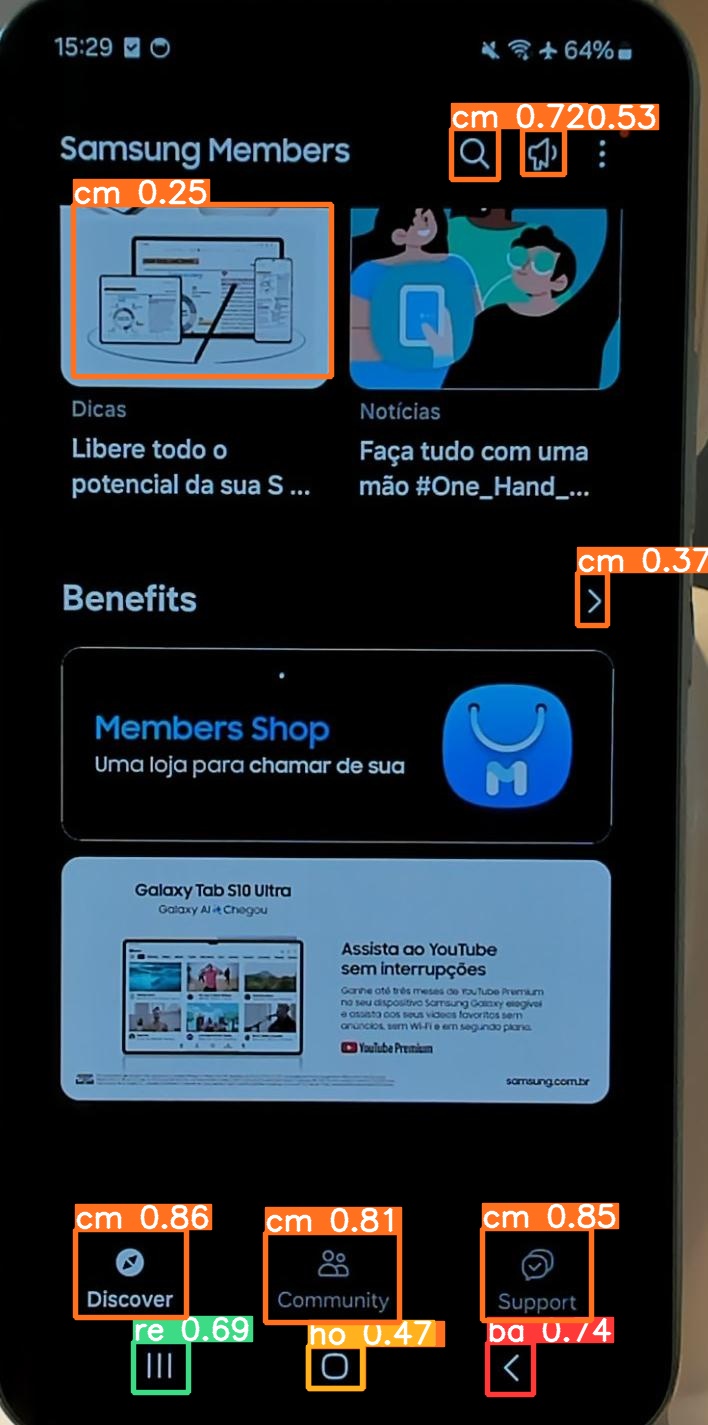 15:29
64%
cm 0.720.53
Samsung Members
cm 0.25
Dicas
Libere todo o
potencial da sua S ...
Notícias
Faça tudo com uma
mão #One_Hand_...
cm 0.37
Benefits
Members Shop
Uma loja para chamar de sua
M
Galaxy Tab S10 Ultra
Galaxy AI Chegou
Assista ao YouTube
sem interrupções
Ganhe até três meses de YouTube Premium
no seu dispositivo Samsung Galaxy elegível
e assista aos seus vídeos favoritos sem
anúncios, sem Wi-Fi e em segundo plano.
YouTube Premium
samsung.com.br
cm 0.86
cm 0.81
cm 0.85
Discover
Community
Support
re 0.69
ho 0.47
ba 0.74